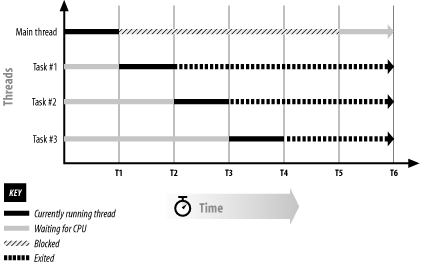 Main thread
Task #1
Task #2
Task #3
Threads
T1 T2 T3 T4 T5 T6
KEY
Time
Currently running thread
Waiting for CPU
Blocked
Exited